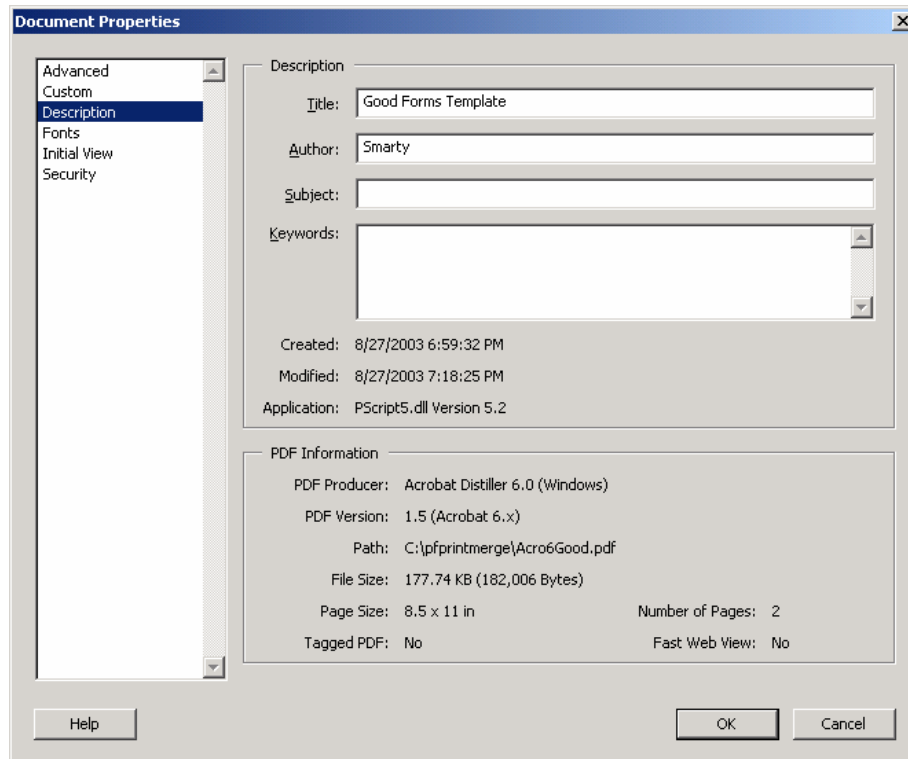 Document Properties
Advanced
Custom
Description
Fonts
Initial View
Security
Description
Title: Good Forms Template
Author: Smarty
Subject:
Keywords:
Created: 8/27/2003 6:59:32 PM
Modified: 8/27/2003 7:18:25 PM
Application: PScript5.dll Version 5.2
PDF Information
PDF Producer: Acrobat Distiller 6.0 (Windows)
PDF Version: 1.5 (Acrobat 6.x)
Path: C:\pfprintmerge\Acro6Good.pdf
File Size: 177.74 KB (182,006 Bytes)
Page Size: 8.5 x 11 in Number of Pages: 2
Tagged PDF: No Fast Web View: No
Help OK Cancel